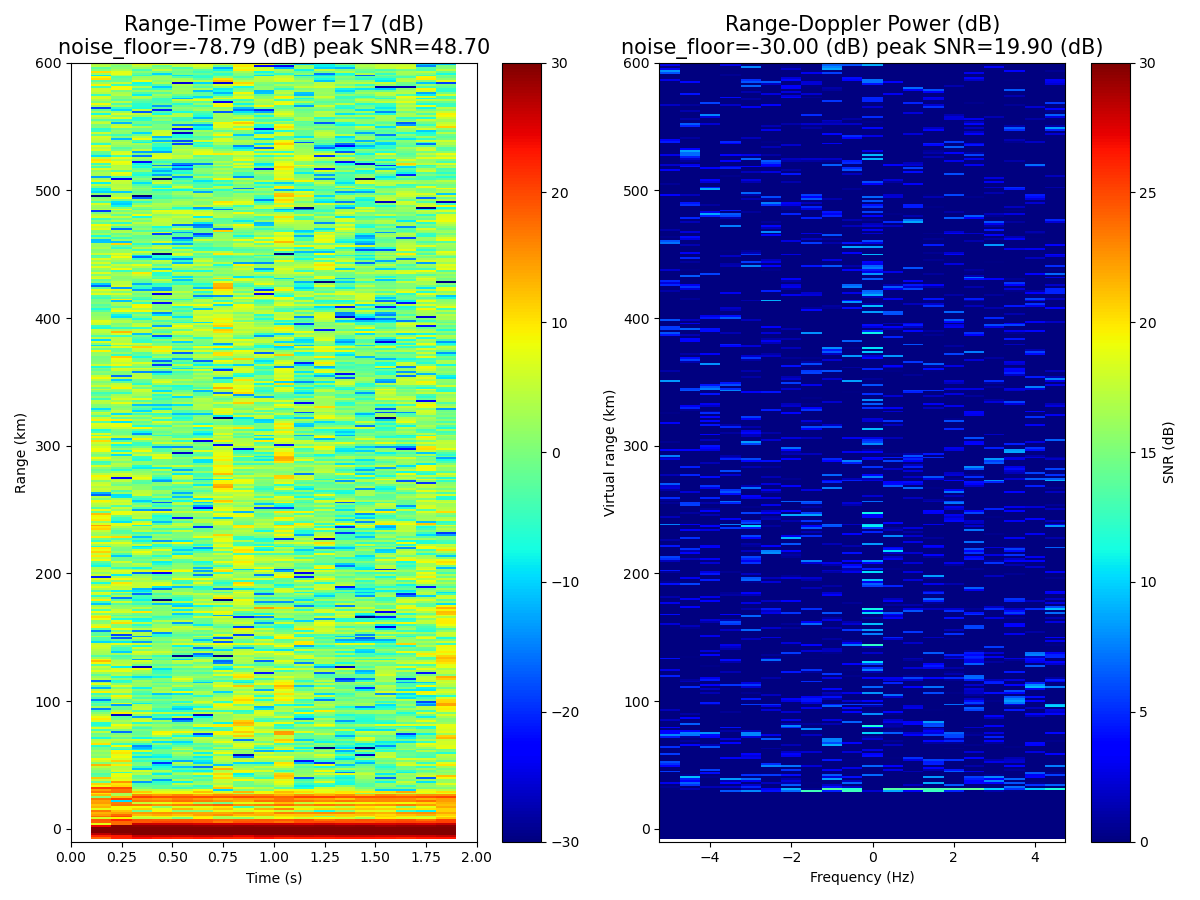 Range-Time Power f=17 (dB)
noise_floor=-78.79 (dB) peak SNR=48.70
600
500
400
300
200
100
0
Range (km)
0.00 0.25 0.50 0.75 1.00 1.25 1.50 1.75 2.00
Time (s)
30
20
10
0
−10
−20
−30
Range-Doppler Power (dB)
noise_floor=-30.00 (dB) peak SNR=19.90 (dB)
600
500
400
300
200
100
0
Virtual range (km)
−4 −2 0 2 4
Frequency (Hz)
30
25
20
15
10
5
0
SNR (dB)